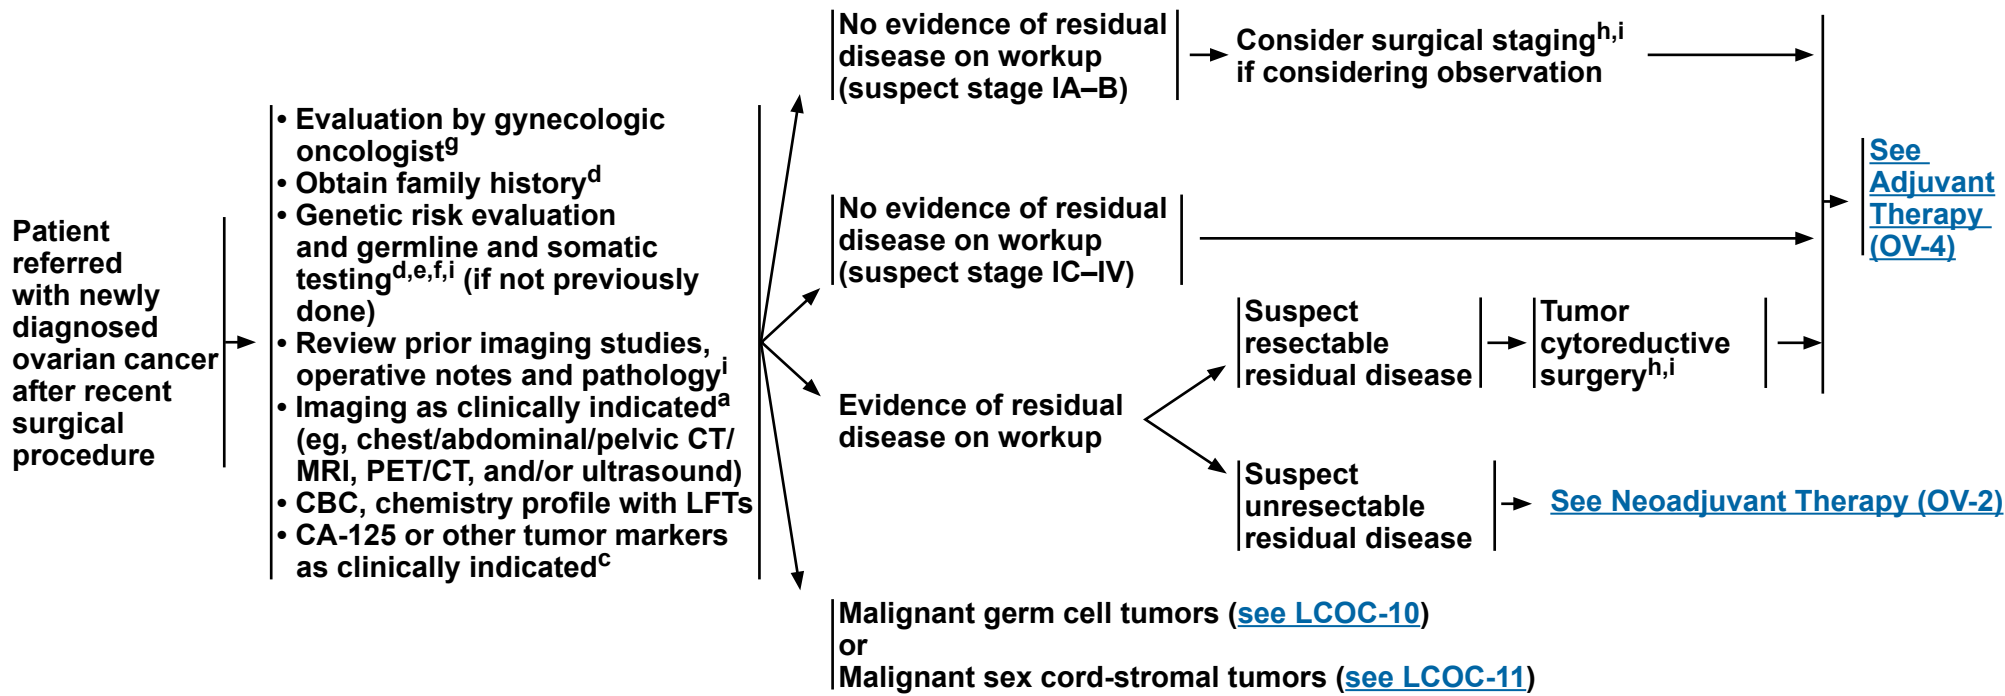 Patient
referred
with newly
diagnosed
ovarian cancer
after recent
surgical
procedure
• Evaluation by gynecologic
oncologistg
• Obtain family historyd
• Genetic risk evaluation
and germline and somatic
testingd,e,f,i (if not previously
done)
• Review prior imaging studies,
operative notes and pathologyi
• Imaging as clinically indicateda
(eg, chest/abdominal/pelvic CT/
MRI, PET/CT, and/or ultrasound)
• CBC, chemistry profile with LFTs
• CA-125 or other tumor markers
as clinically indicatedc
No evidence of residual
disease on workup
(suspect stage IA–B)
Consider surgical stagingh,i
if considering observation
No evidence of residual
disease on workup
(suspect stage IC–IV)
Evidence of residual
disease on workup
Suspect
resectable
residual disease
Tumor
cytoreductive
surgeryh,i
See
Adjuvant
Therapy
(OV-4)
Suspect
unresectable
residual disease
See Neoadjuvant Therapy (OV-2)
Malignant germ cell tumors (see LCOC-10)
or
Malignant sex cord-stromal tumors (see LCOC-11)